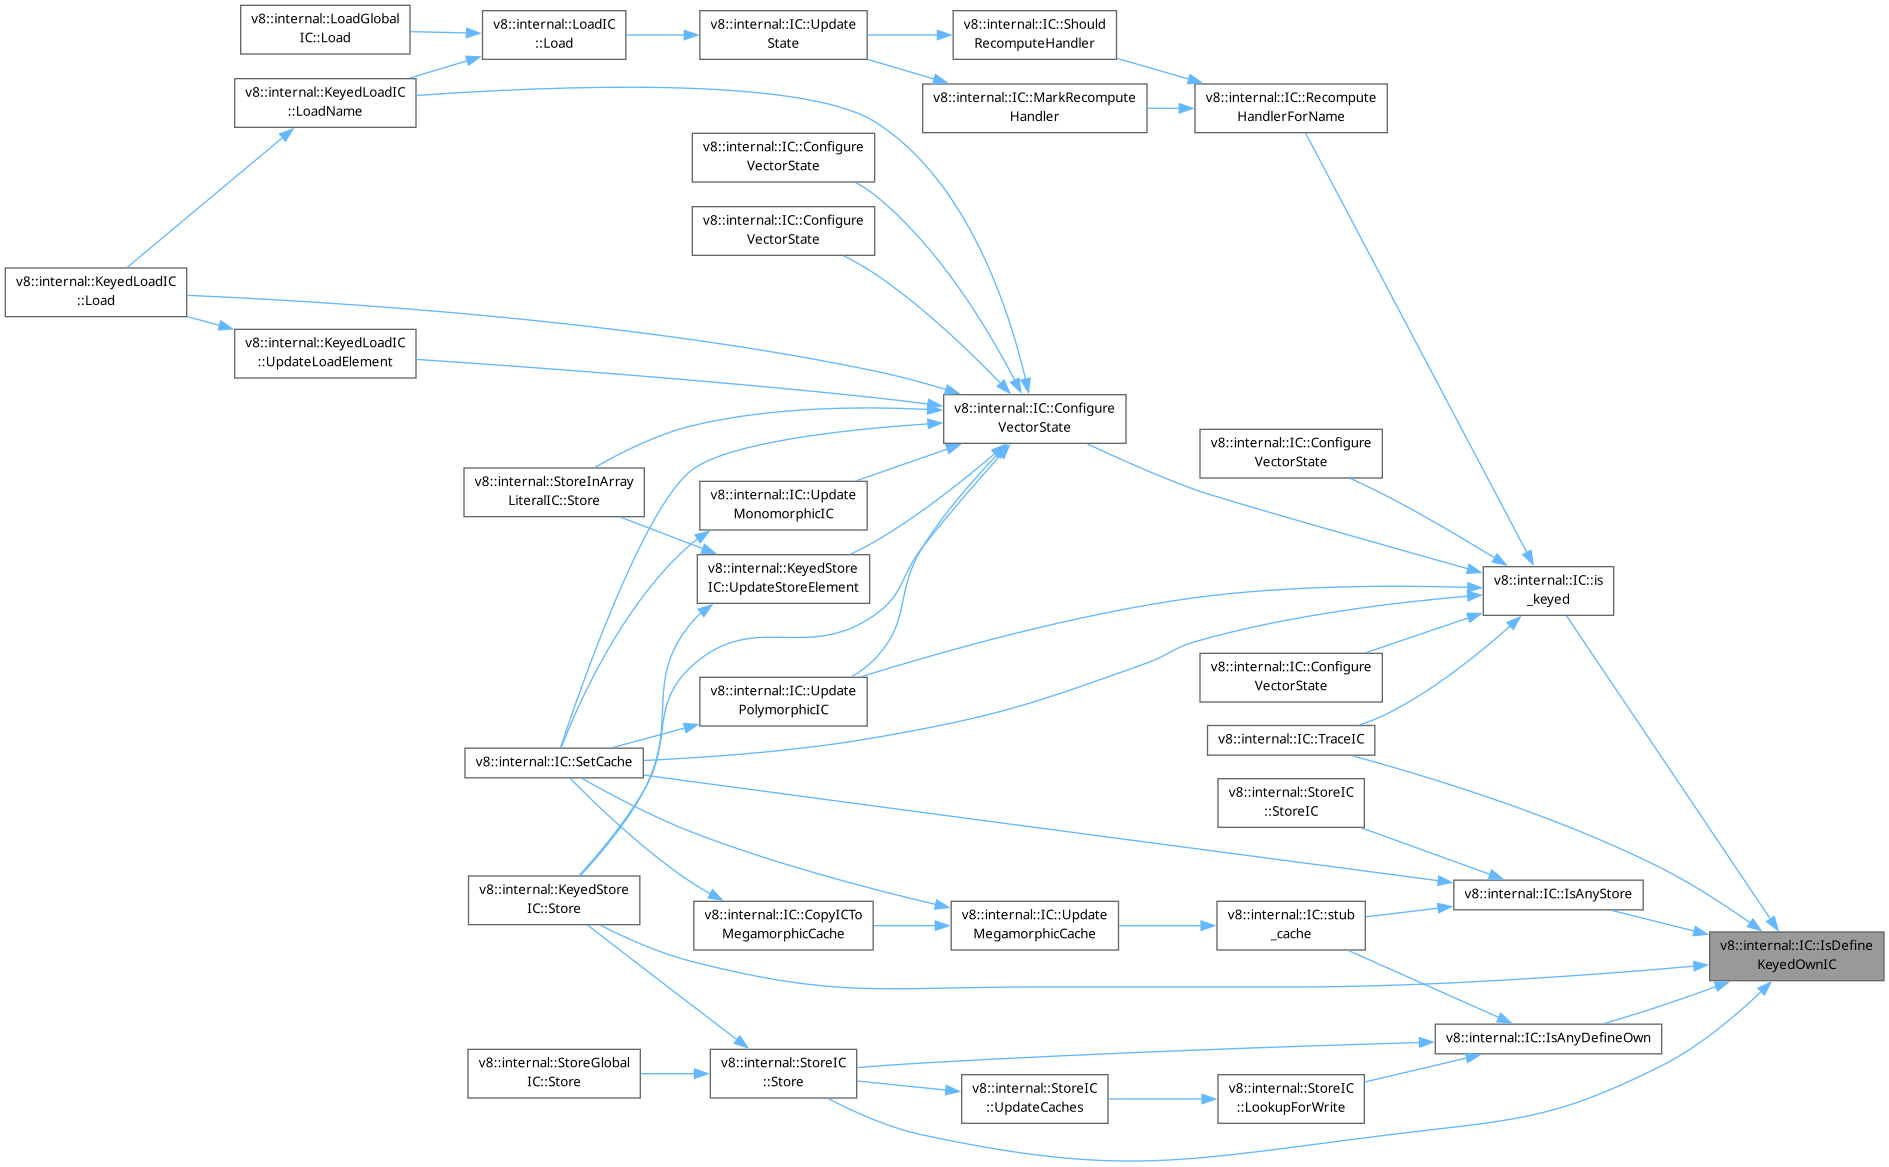 v8::internal::LoadGlobal
IC::Load
v8::internal::LoadIC
::Load
v8::internal::IC::Update
State
v8::internal::IC::Should
RecomputeHandler
v8::internal::KeyedLoadIC
::LoadName
v8::internal::IC::MarkRecompute
Handler
v8::internal::IC::Recompute
HandlerForName
v8::internal::IC::Configure
VectorState
v8::internal::IC::Configure
VectorState
v8::internal::KeyedLoadIC
::Load
v8::internal::KeyedLoadIC
::UpdateLoadElement
v8::internal::IC::Configure
VectorState
v8::internal::IC::Configure
VectorState
v8::internal::StoreInArray
LiteralIC::Store
v8::internal::IC::Update
MonomorphicIC
v8::internal::KeyedStore
IC::UpdateStoreElement
v8::internal::IC::is
_keyed
v8::internal::IC::Configure
VectorState
v8::internal::IC::Update
PolymorphicIC
v8::internal::IC::TraceIC
v8::internal::IC::SetCache
v8::internal::StoreIC
::StoreIC
v8::internal::KeyedStore
IC::Store
v8::internal::IC::IsAnyStore
v8::internal::IC::CopyICTo
MegamorphicCache
v8::internal::IC::Update
MegamorphicCache
v8::internal::IC::stub
_cache
v8::internal::IC::IsDefine
KeyedOwnIC
v8::internal::IC::IsAnyDefineOwn
v8::internal::StoreGlobal
IC::Store
v8::internal::StoreIC
::Store
v8::internal::StoreIC
::UpdateCaches
v8::internal::StoreIC
::LookupForWrite